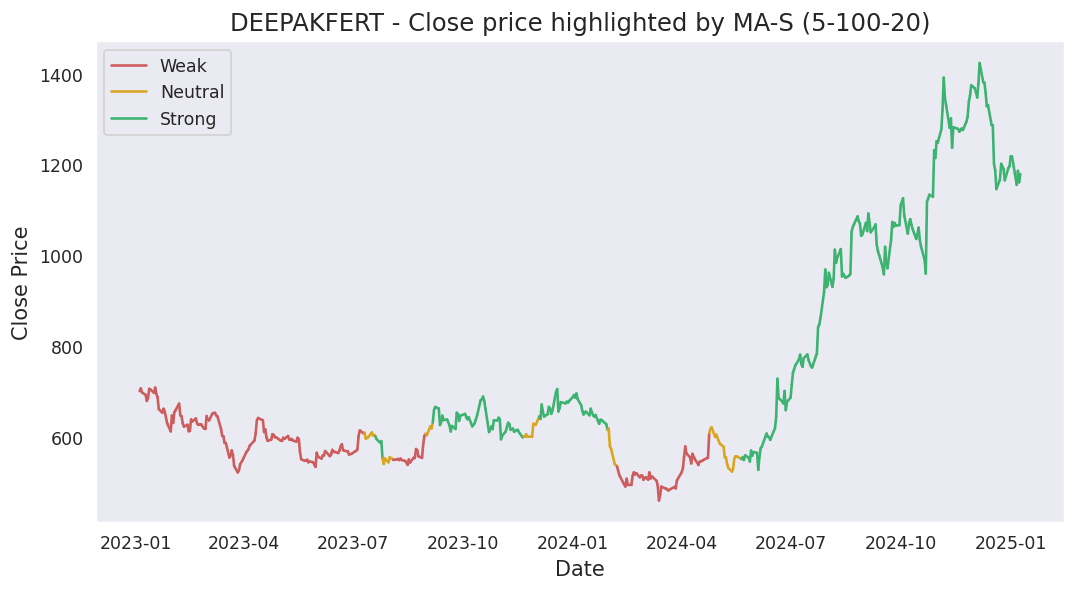 DEEPAKFERT - Close price highlighted by MA-S (5-100-20)
Weak
Neutral
Strong
1400
1200
1000
800
600
Close Price
2023-01 2023-04 2023-07 2023-10 2024-01 2024-04 2024-07 2024-10 2025-01
Date